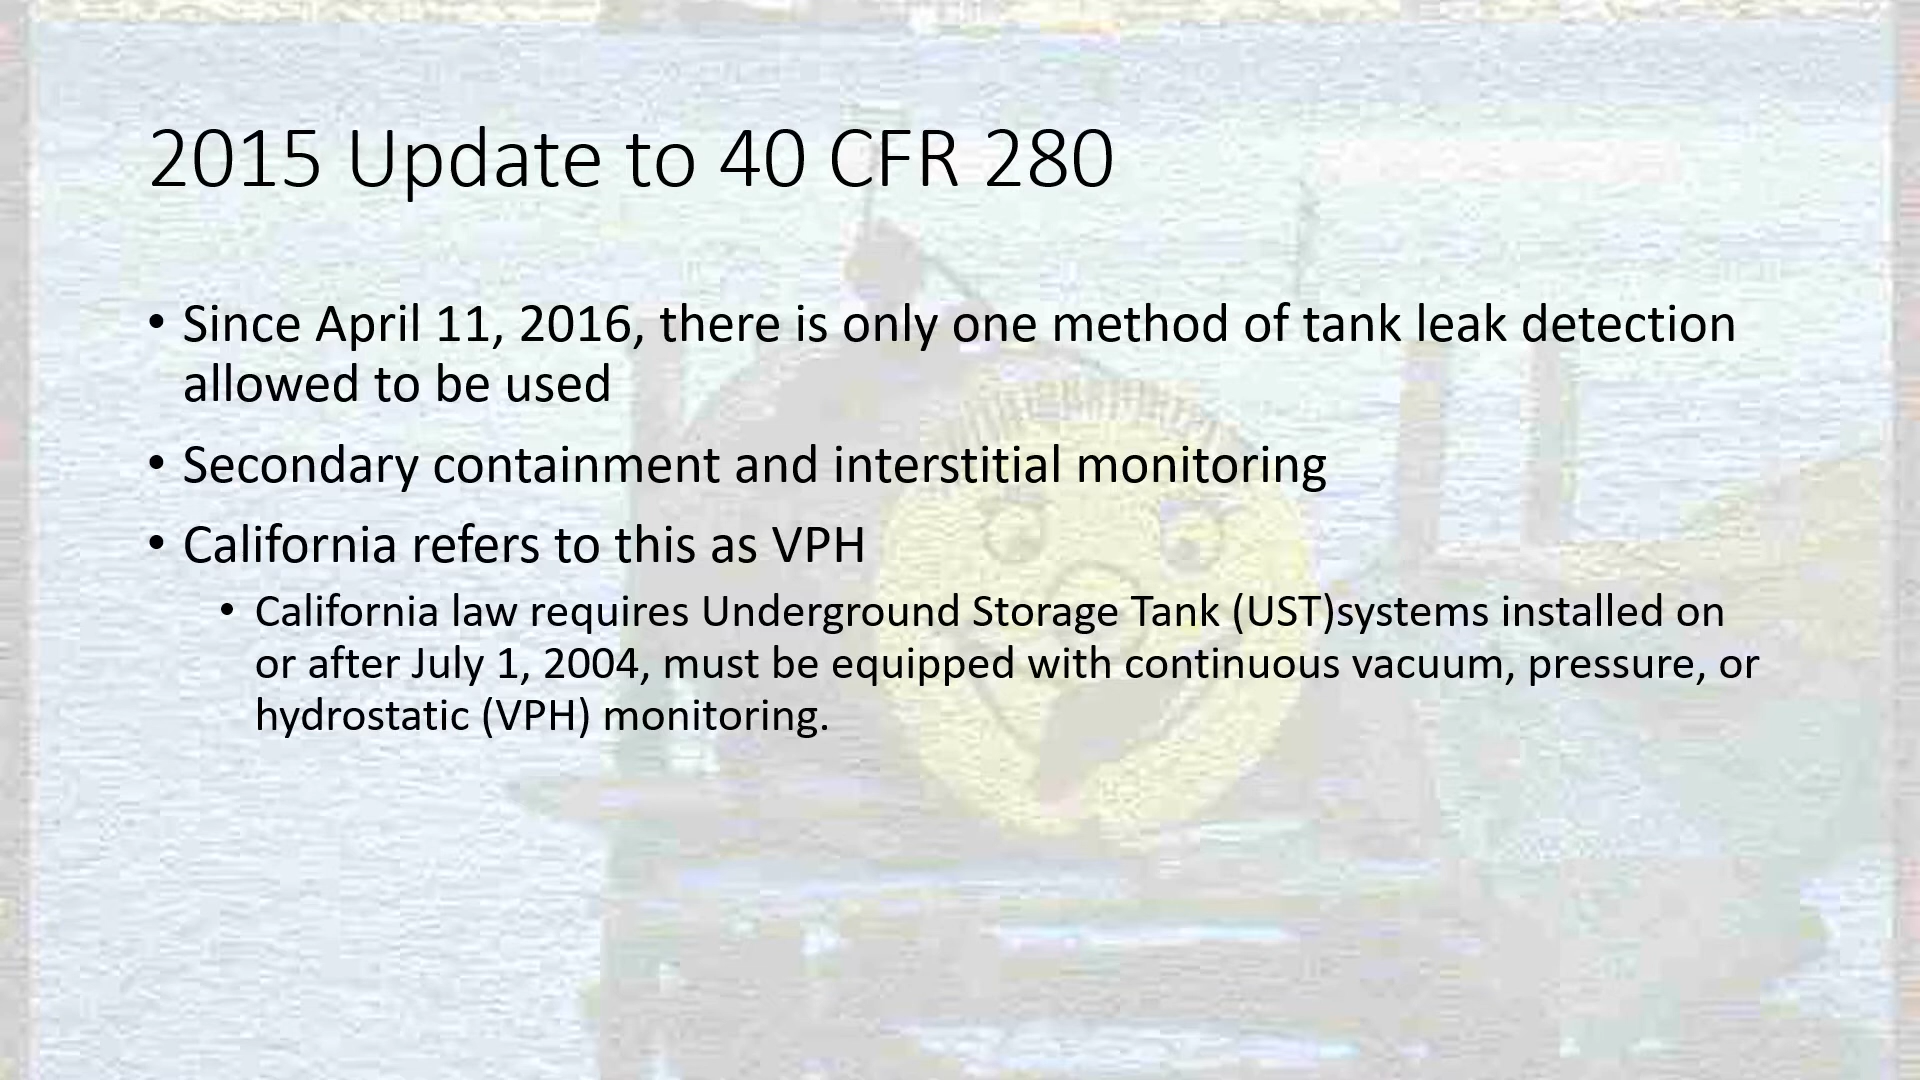 2015 Update to 40 CFR 280
• Since April 11, 2016, there is only one method of tank leak detection
allowed to be used
• Secondary containment and interstitial monitoring
• California refers to this as VPH
• California law requires Underground Storage Tank (UST)systems installed on
or after July 1, 2004, must be equipped with continuous vacuum, pressure, or
hydrostatic (VPH) monitoring.